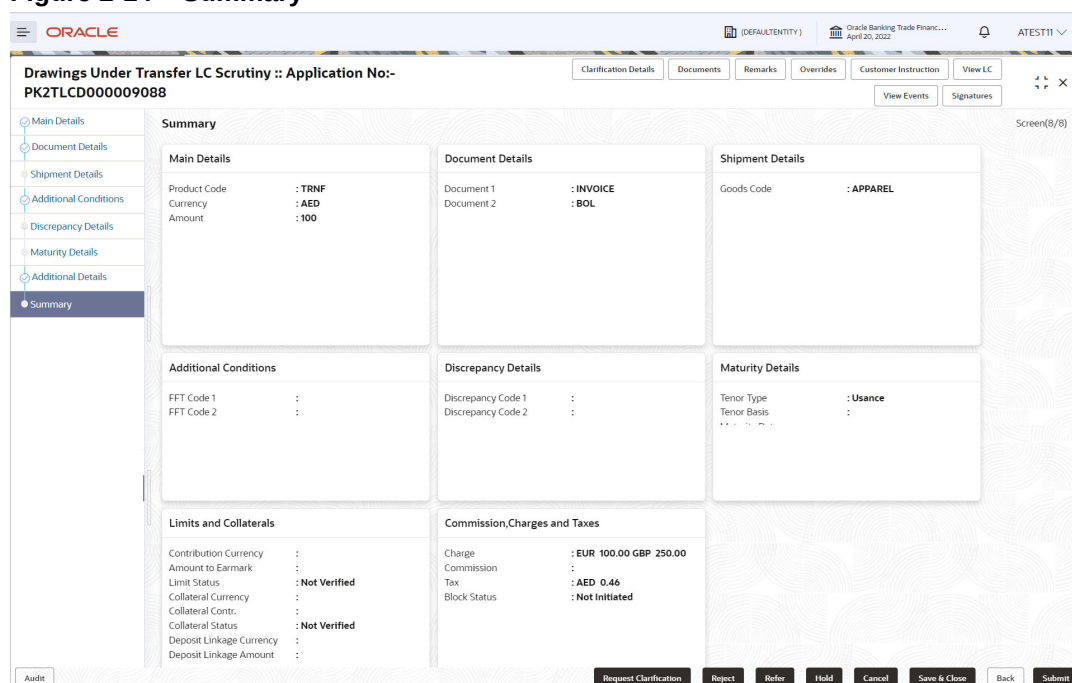 Figure 2-24 Summary
ORACLE
(DEFAULTENTITY)
Oracle Banking Trade Financ...
April 20, 2022
ATEST11
Drawings Under Transfer LC Scrutiny :: Application No:-
PK2TLCD000009088
Clarification Details
Documents
Remarks
Overrides
Customer Instruction
View LC
View Events
Signatures
Main Details
Document Details
Shipment Details
Additional Conditions
Discrepancy Details
Maturity Details
Additional Details
Summary
Summary
Screen(8/8)
Main Details
Product Code : TRNF
Currency : AED
Amount : 100
Document Details
Document 1 : INVOICE
Document 2 : BOL
Shipment Details
Goods Code : APPAREL
Additional Conditions
FFT Code 1 :
FFT Code 2 :
Discrepancy Details
Discrepancy Code 1 :
Discrepancy Code 2 :
Maturity Details
Tenor Type : Usance
Tenor Basis :
Limits and Collaterals
Contribution Currency :
Amount to Earmark :
Limit Status : Not Verified
Collateral Currency :
Collateral Contr. :
Collateral Status : Not Verified
Deposit Linkage Currency :
Deposit Linkage Amount :
Commission,Charges and Taxes
Charge : EUR 100.00 GBP 250.00
Commission :
Tax : AED 0.46
Block Status : Not Initiated
Audit
Request Clarification
Reject
Refer
Hold
Cancel
Save & Close
Back
Submit